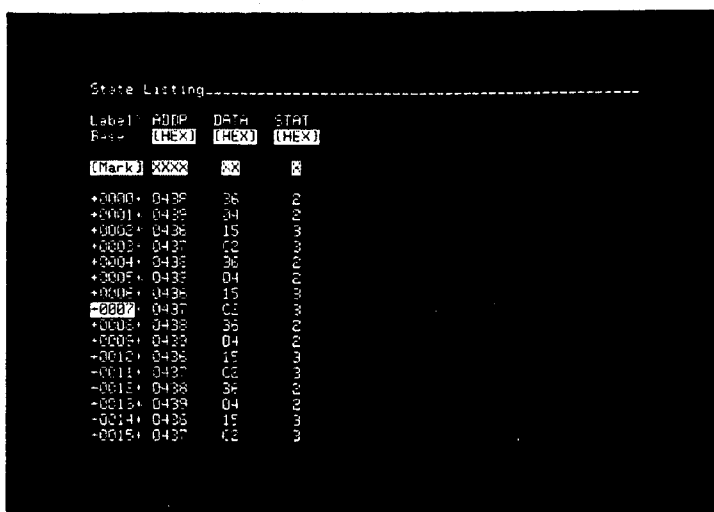 State Listing
Label ADDR DATA STAT
Base [HEX] [HEX] [HEX]
[Mark] XXXX XX X
+0000 0438 36 2
+0001 0439 04 2
+0002 0436 15 3
+0003 0437 C2 3
+0004 0438 36 2
+0005 0439 04 2
+0006 0436 15 3
+0007 0437 C2 3
+0008 0438 36 2
+0009 0439 04 2
+0010 0436 15 3
+0011 0437 C2 3
+0012 0438 36 2
+0013 0439 04 2
+0014 0436 15 3
+0015 0437 C2 3